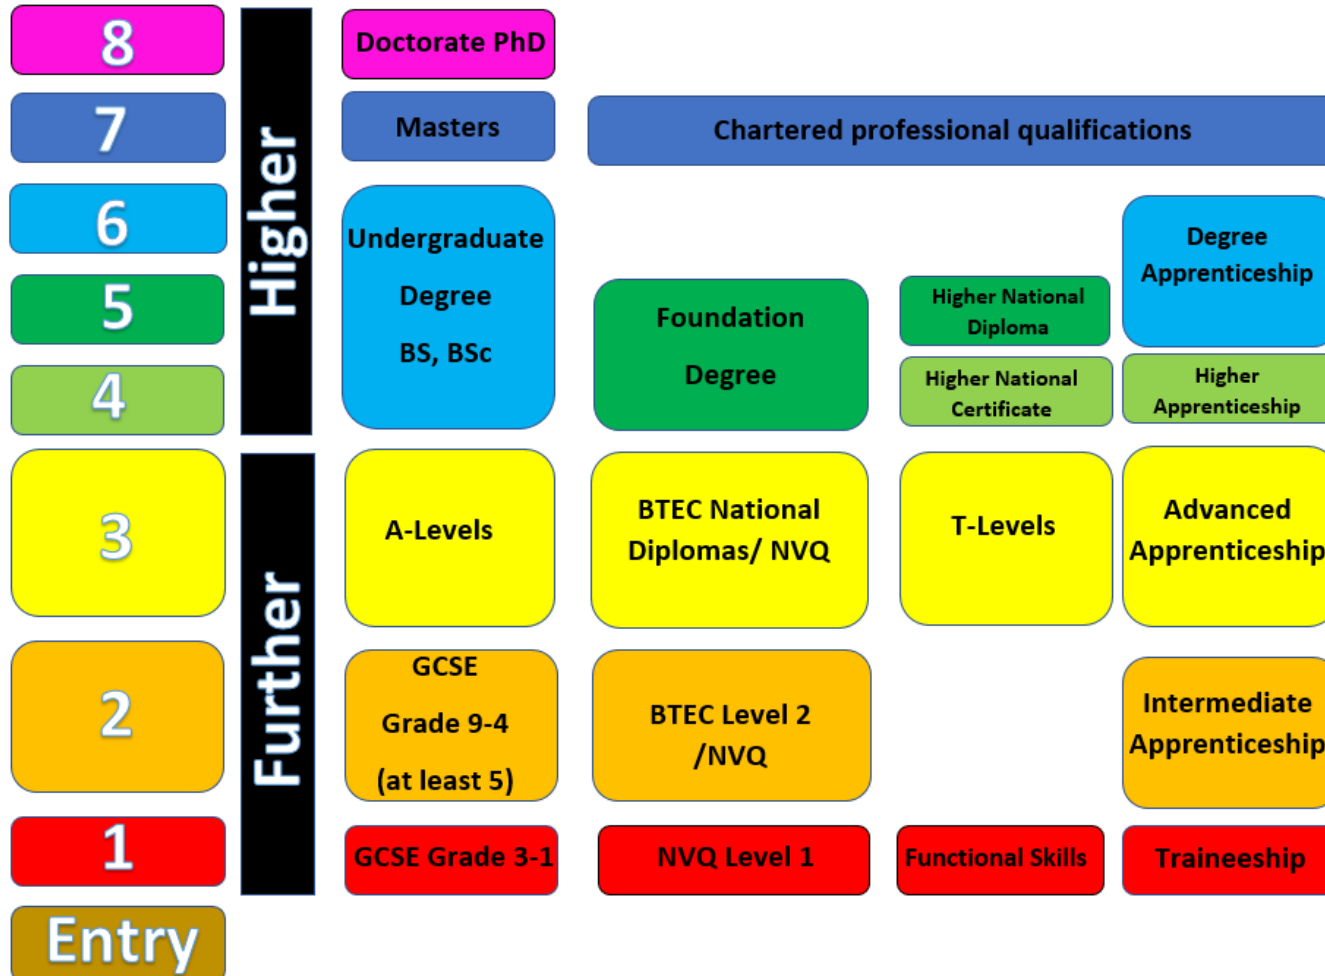 8
Doctorate PhD
7
Masters
Chartered professional qualifications
Higher
6
Undergraduate
Degree
BS, BSc
Degree
Apprenticeship
5
Foundation
Degree
Higher National
Diploma
4
Higher National
Certificate
Higher
Apprenticeship
Further
3
A-Levels
BTEC National
Diplomas/ NVQ
T-Levels
Advanced
Apprenticeship
2
GCSE
Grade 9-4
(at least 5)
BTEC Level 2
/NVQ
Intermediate
Apprenticeship
1
GCSE Grade 3-1
NVQ Level 1
Functional Skills
Traineeship
Entry